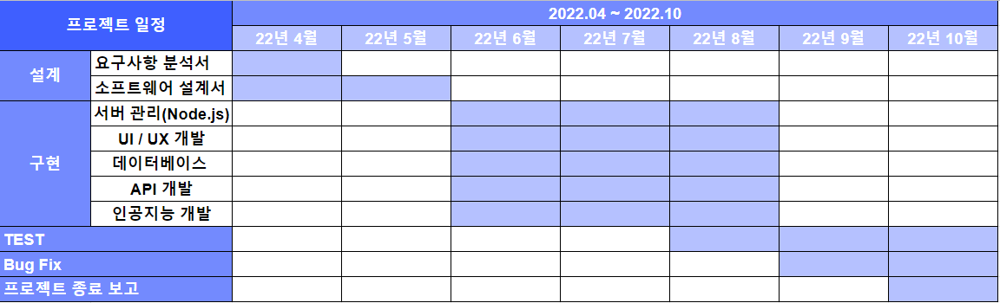 프로젝트 일정
2022.04 ~ 2022.10
22년 4월 22년 5월 22년 6월 22년 7월 22년 8월 22년 9월 22년 10월
설계
요구사항 분석서
소프트웨어 설계서
구현
서버 관리(Node.js)
UI / UX 개발
데이터베이스
API 개발
인공지능 개발
TEST
Bug Fix
프로젝트 종료 보고